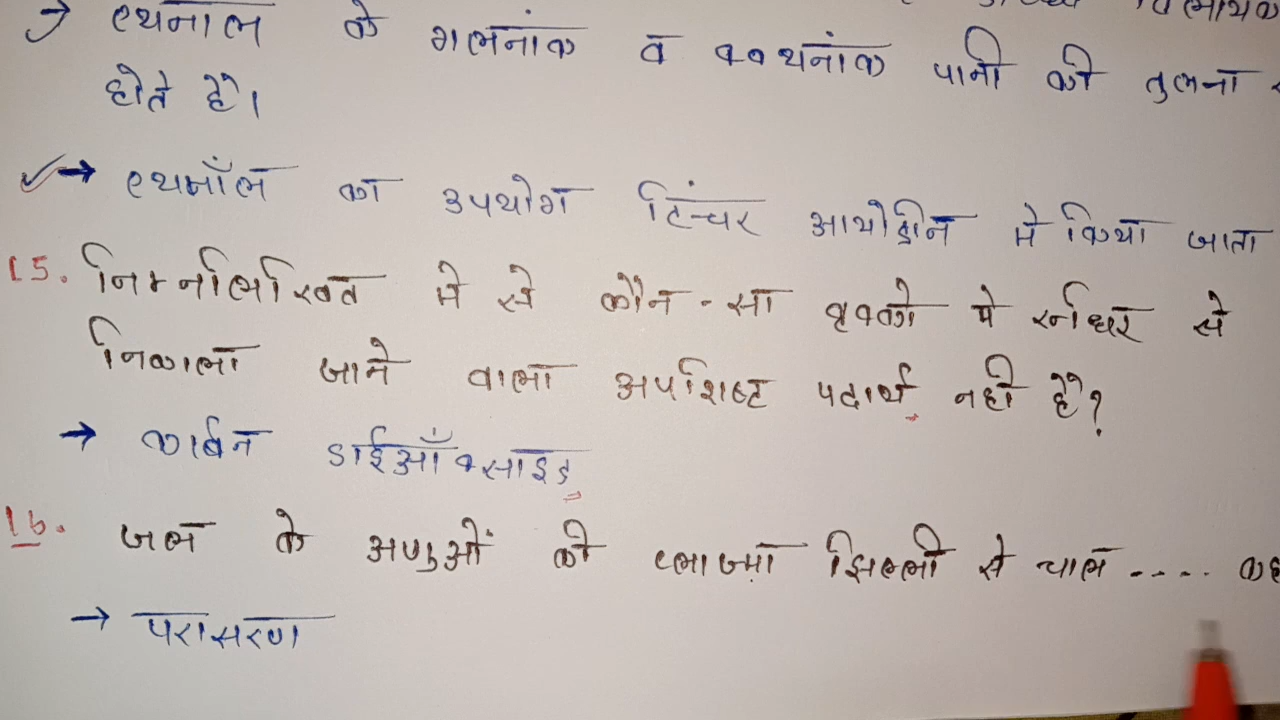 → एथेनॉल के गलनांक व क्वथनांक पानी की तुलना
होते है।
→ एथनॉल का उपयोग टिंन्चर आयोडीन मे किया जाता
15. निम्नलिखित मे से कौन-सा वृक्को मे रूधिर से
निकाला जाने वाला अपशिष्ट पदार्थ नही है?
→ कार्बन डाईऑक्साइड
16. जल के अणुओं की प्लाज्मा झिल्ली से चाल .....
→ परासरण